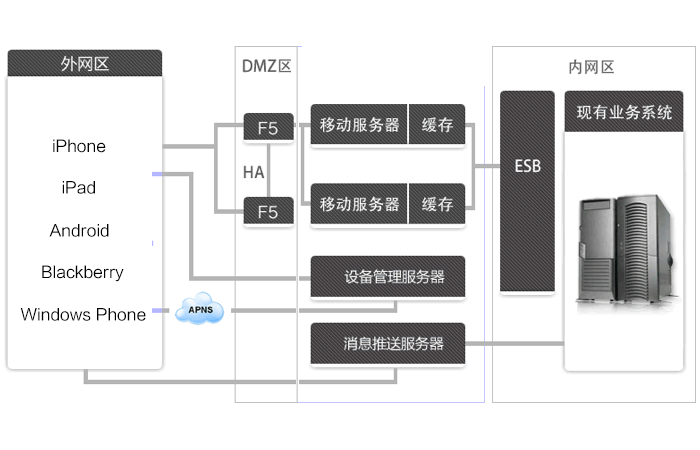 外网区
iPhone
iPad
Android
Blackberry
Windows Phone
APNS
DMZ区
F5
HA
F5
移动服务器 缓存
移动服务器 缓存
设备管理服务器
消息推送服务器
内网区
ESB
现有业务系统